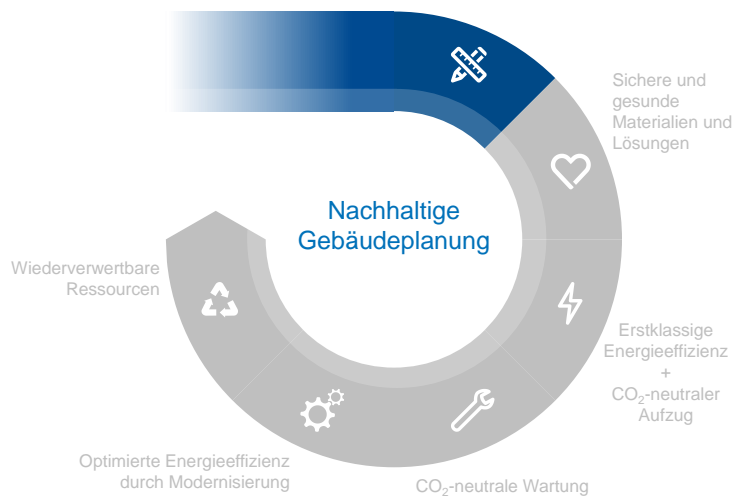 Nachhaltige
Gebäudeplanung
Sichere und
gesunde
Materialien und
Lösungen
Erstklassige
Energieeffizienz
+
CO₂-neutraler
Aufzug
CO₂-neutrale Wartung
Optimierte Energieeffizienz
durch Modernisierung
Wiederverwertbare
Ressourcen